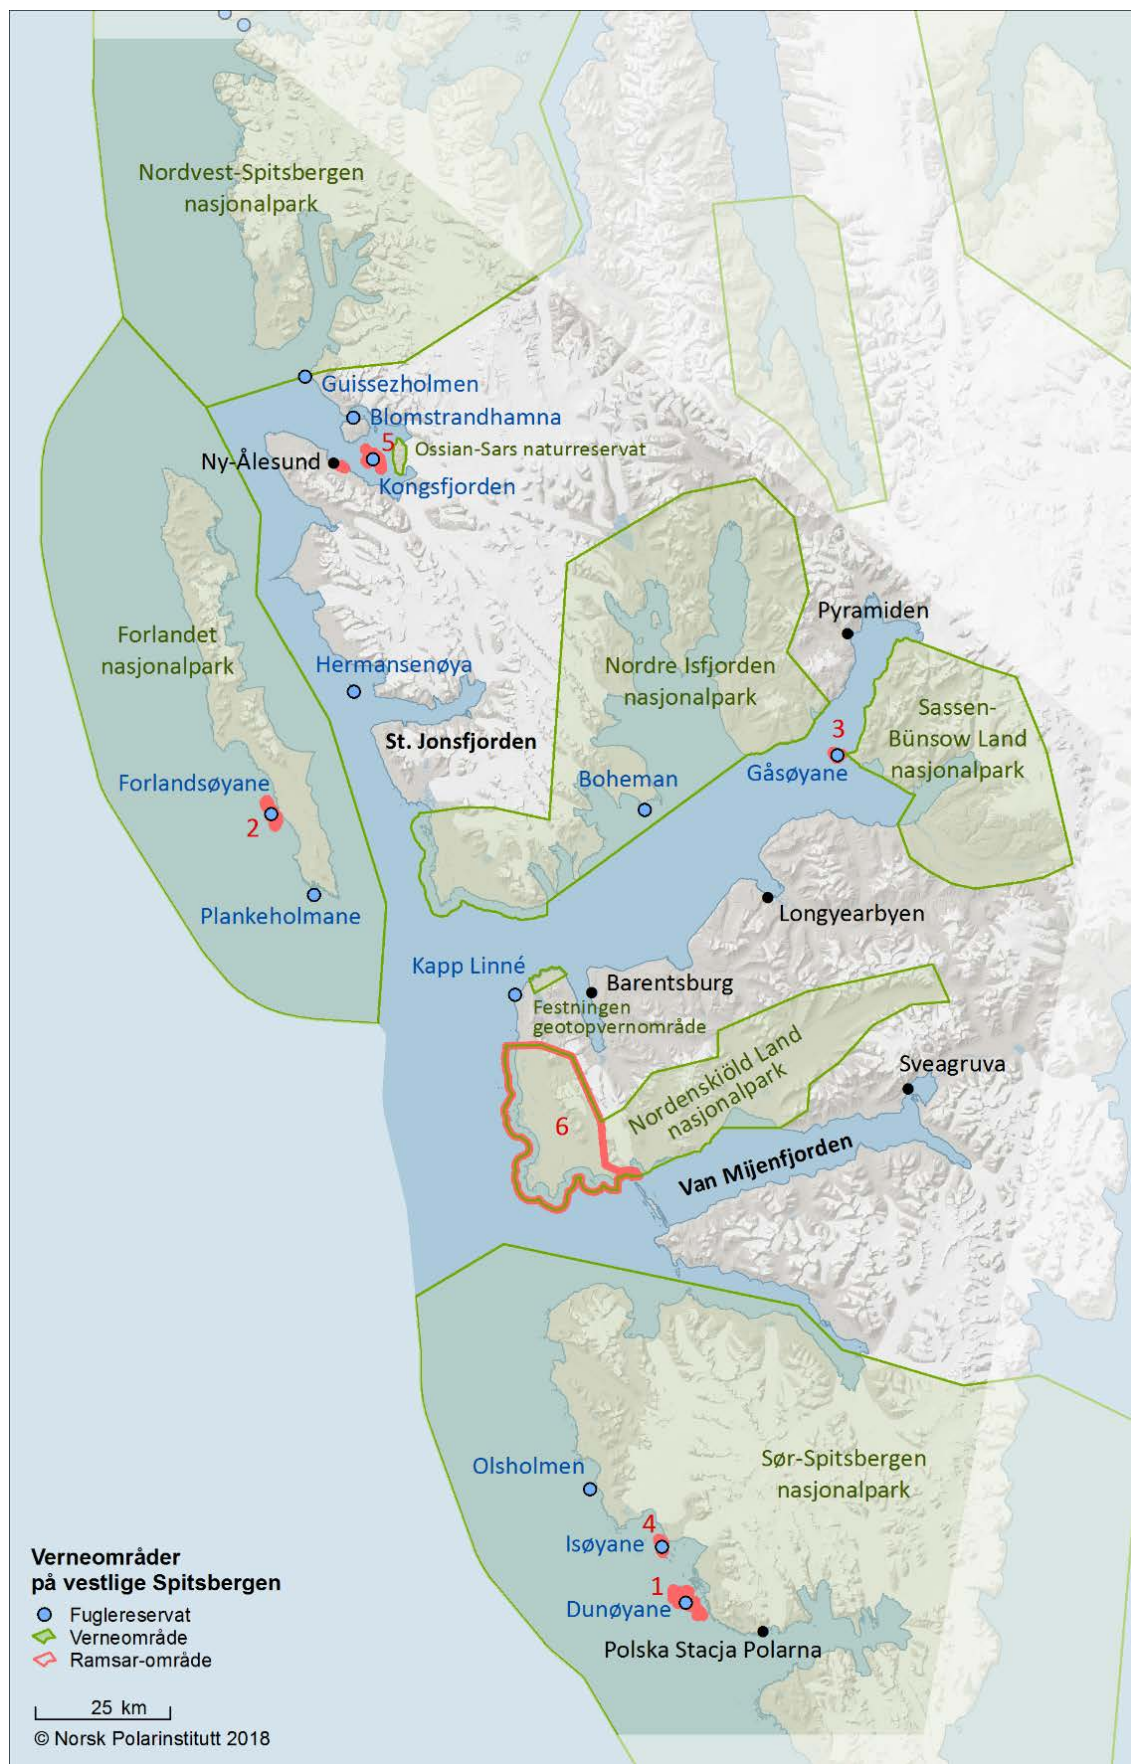 Nordvest-Spitsbergen
nasjonalpark
Guissezholmen
Blomstrandhamna
5
Ossian-Sars naturreservat
Ny-Ålesund
Kongsfjorden
Pyramiden
Forlandet
nasjonalpark
Hermansenøya
Nordre Isfjorden
nasjonalpark
Sassen-
Bünsow Land
nasjonalpark
3
St. Jonsfjorden
Gåsøyane
Forlandsøyane
Boheman
2
Plankeholmane
Longyearbyen
Kapp Linné
Barentsburg
Festningen
geotopvernområde
Nordenskiöld Land
nasjonalpark
Sveagruva
6
Van Mijenfjorden
Olsholmen
Sør-Spitsbergen
nasjonalpark
4
Isøyane
1
Dunøyane
Polska Stacja Polarna
Verneområder
på vestlige Spitsbergen
Fuglereservat
Verneområde
Ramsar-område
25 km
© Norsk Polarinstitutt 2018